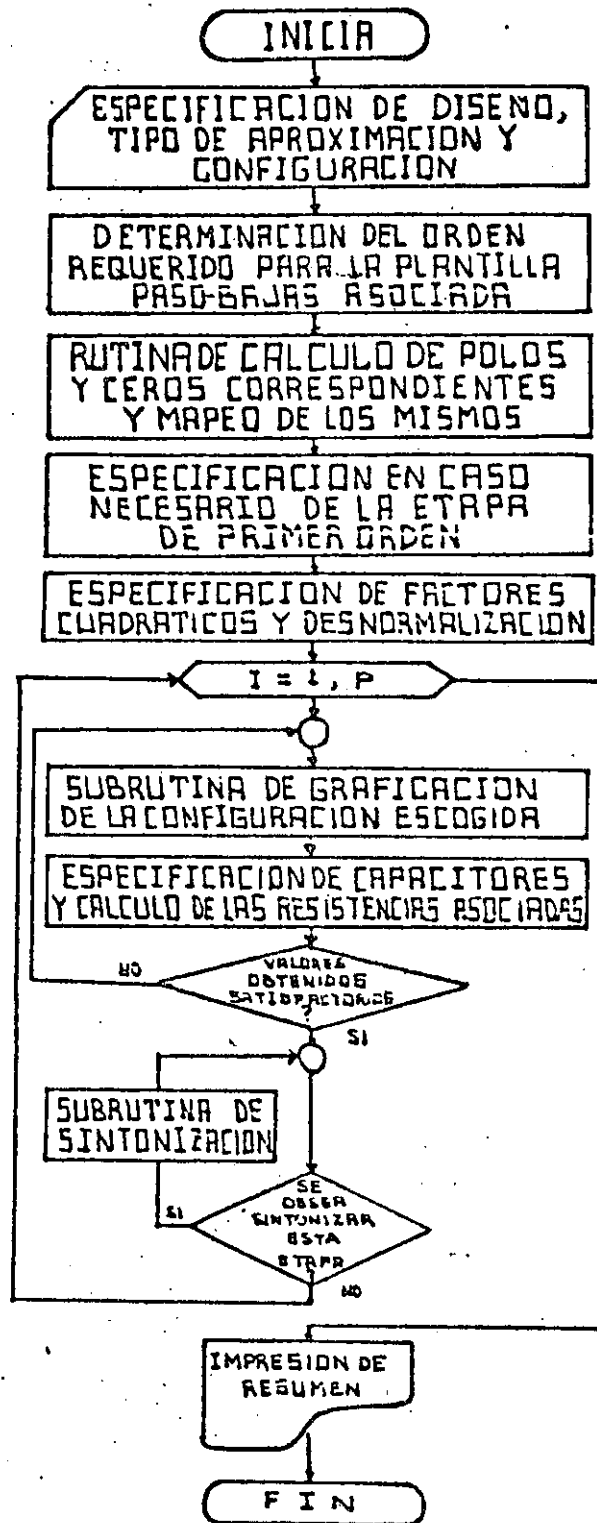 INICIA
ESPECIFICACION DE DISEÑO,
TIPO DE APROXIMACION Y
CONFIGURACION
DETERMINACION DEL ORDEN
REQUERIDO PARA LA PLANTILLA
PASO-BAJAS ASOCIADA
RUTINA DE CALCULO DE POLOS
Y CEROS CORRESPONDIENTES
Y MAPEO DE LOS MISMOS
ESPECIFICACION EN CASO
NECESARIO DE LA ETAPA
DE PRIMER ORDEN
ESPECIFICACION DE FACTORES
CUADRATICOS Y DESNORMALIZACION
I = 1, P
SUBRUTINA DE GRAFICACION
DE LA CONFIGURACION ESCOGIDA
ESPECIFICACION DE CAPACITORES
Y CALCULO DE LAS RESISTENCIAS ASOCIADAS
NO
VALORES
OBTENIDOS
SATISFACTORIOS
?
SI
SUBRUTINA DE
SINTONIZACION
SI
SE
DESEA
SINTONIZAR
ESTA
ETAPA
NO
IMPRESION DE
RESUMEN
FIN